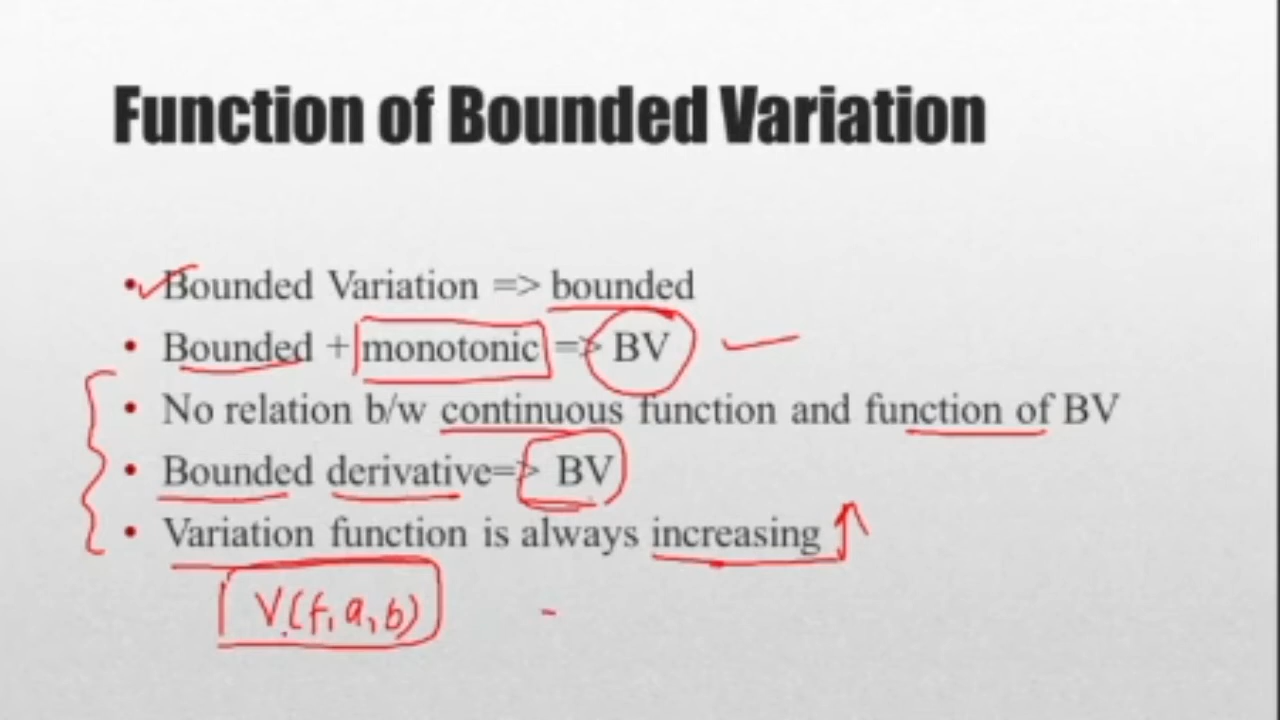 Function of Bounded Variation
• Bounded Variation => bounded
• Bounded + monotonic => BV
• No relation b/w continuous function and function of BV
• Bounded derivative=> BV
• Variation function is always increasing
V(f, a, b)